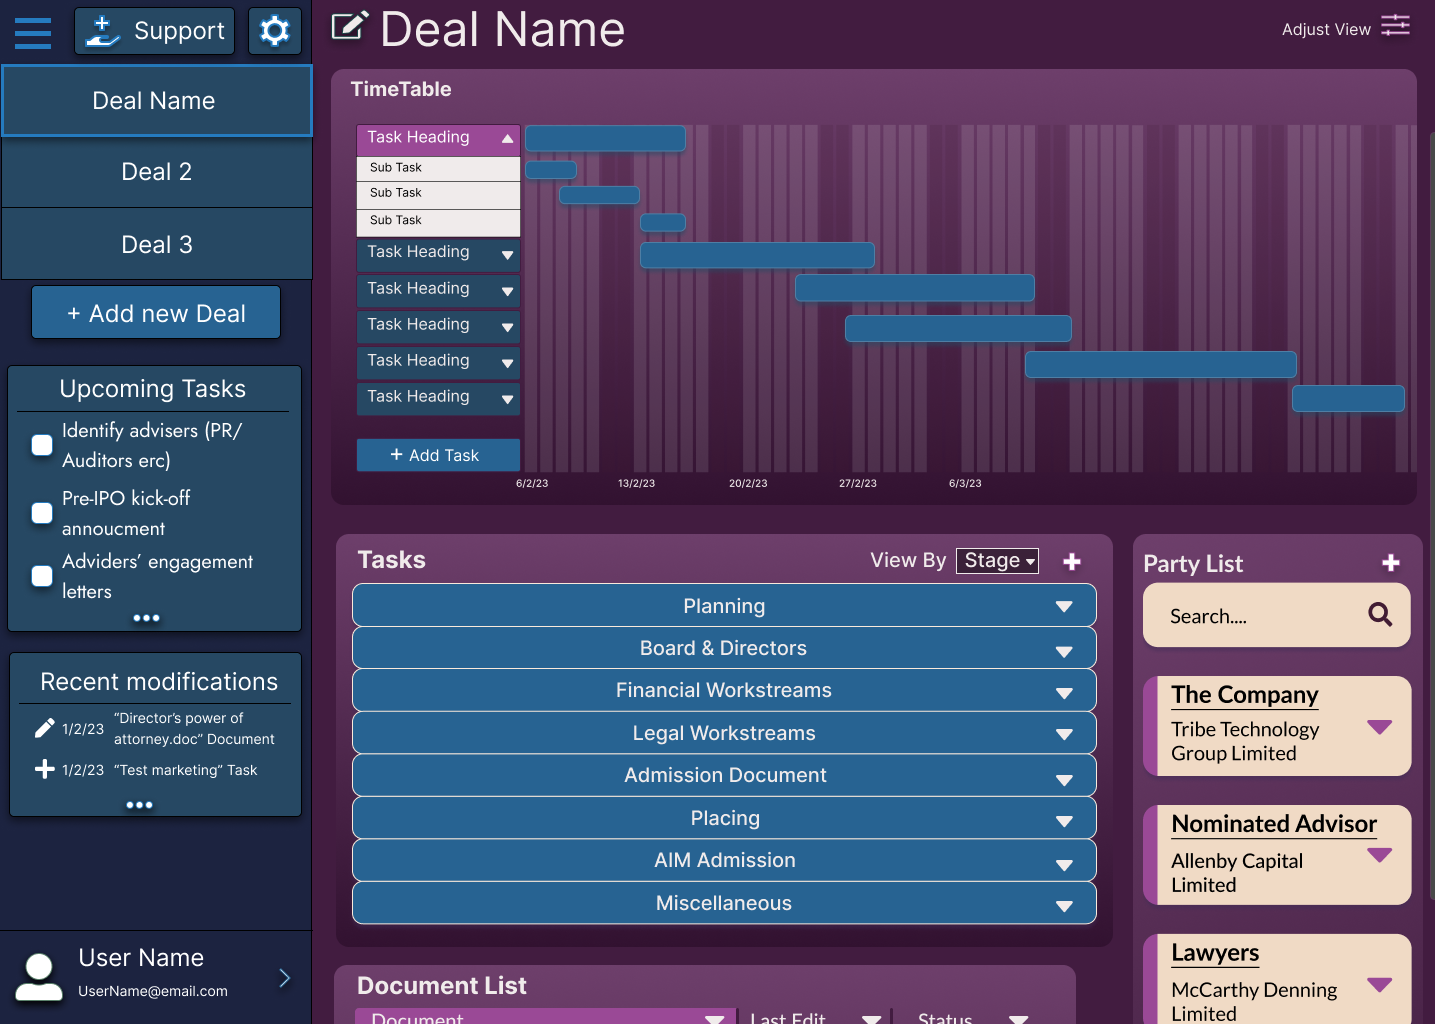 Support
Deal Name
Deal 2
Deal 3
+ Add new Deal
Upcoming Tasks
Identify advisers (PR/
Auditors erc)
Pre-IPO kick-off
annoucment
Adviders’ engagement
letters
Recent modifications
1/2/23 “Director’s power of
attorney.doc” Document
1/2/23 “Test marketing” Task
User Name
UserName@email.com
Deal Name
Adjust View
TimeTable
Task Heading
Sub Task
Sub Task
Sub Task
Task Heading
Task Heading
Task Heading
Task Heading
Task Heading
+ Add Task
6/2/23 13/2/23 20/2/23 27/2/23 6/3/23
Tasks
View By Stage
Planning
Board & Directors
Financial Workstreams
Legal Workstreams
Admission Document
Placing
AIM Admission
Miscellaneous
Party List
Search....
The Company
Tribe Technology
Group Limited
Nominated Advisor
Allenby Capital
Limited
Lawyers
McCarthy Denning
Limited
Document List
Document Last Edit Status